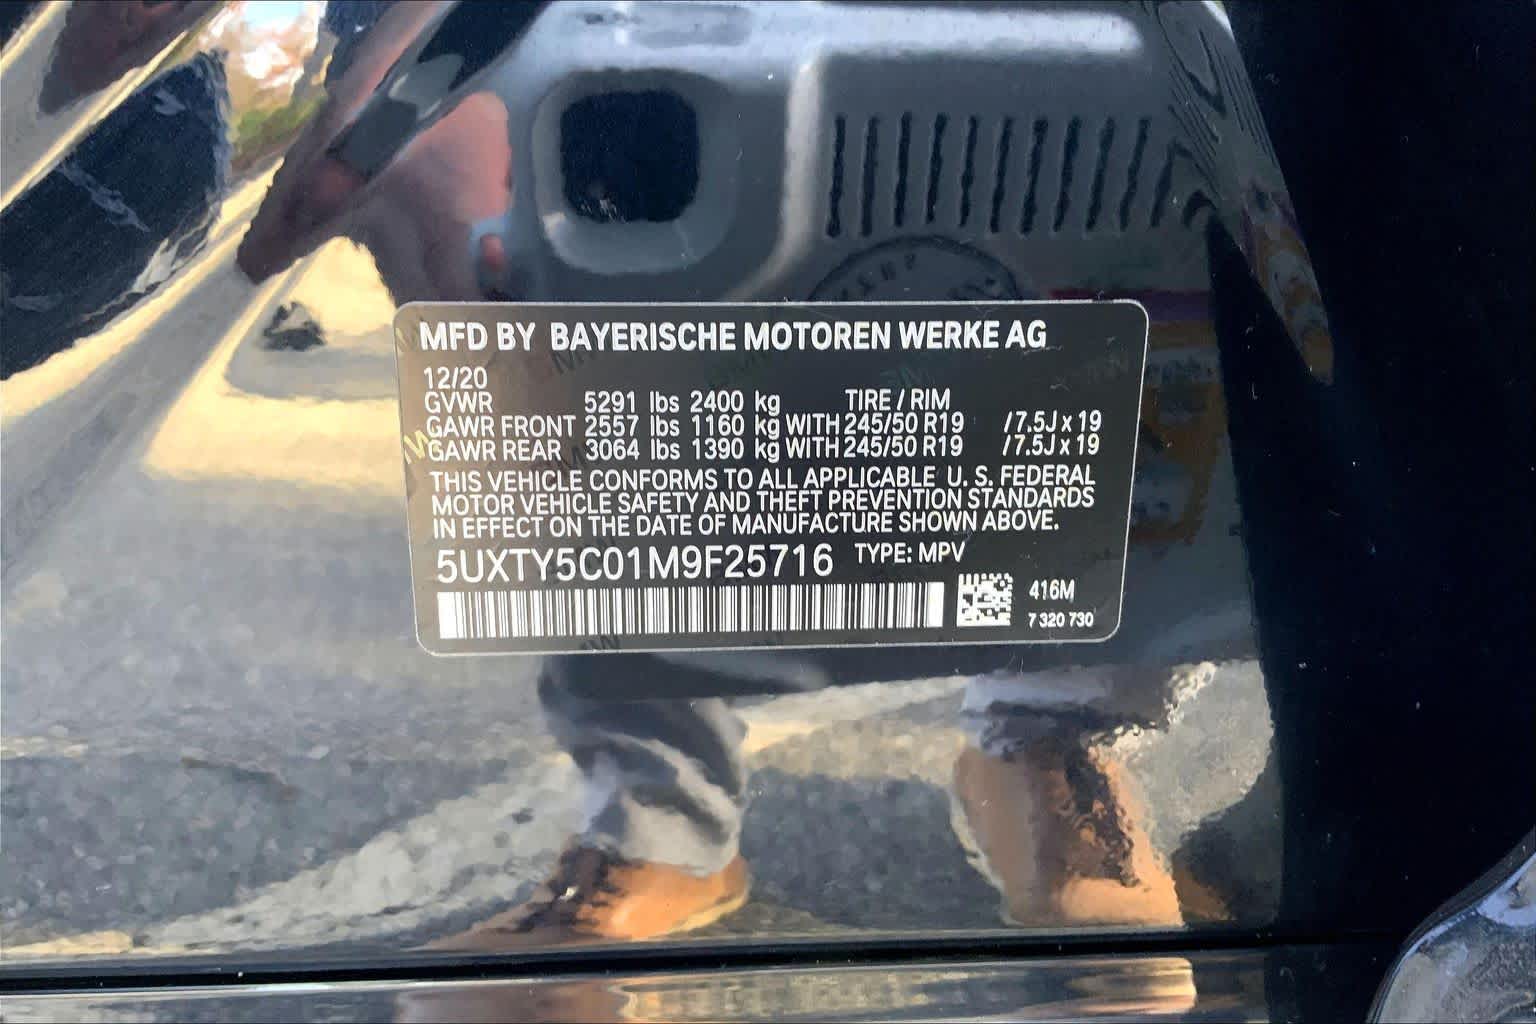 MFD BY BAYERISCHE MOTOREN WERKE AG
12/20
GVWR 5291 lbs 2400 kg TIRE / RIM
GAWR FRONT 2557 lbs 1160 kg WITH 245/50 R19 /7.5J x 19
GAWR REAR 3064 lbs 1390 kg WITH 245/50 R19 /7.5J x 19
THIS VEHICLE CONFORMS TO ALL APPLICABLE U. S. FEDERAL
MOTOR VEHICLE SAFETY AND THEFT PREVENTION STANDARDS
IN EFFECT ON THE DATE OF MANUFACTURE SHOWN ABOVE.
5UXTY5C01M9F25716 TYPE: MPV
416M
7 320 730